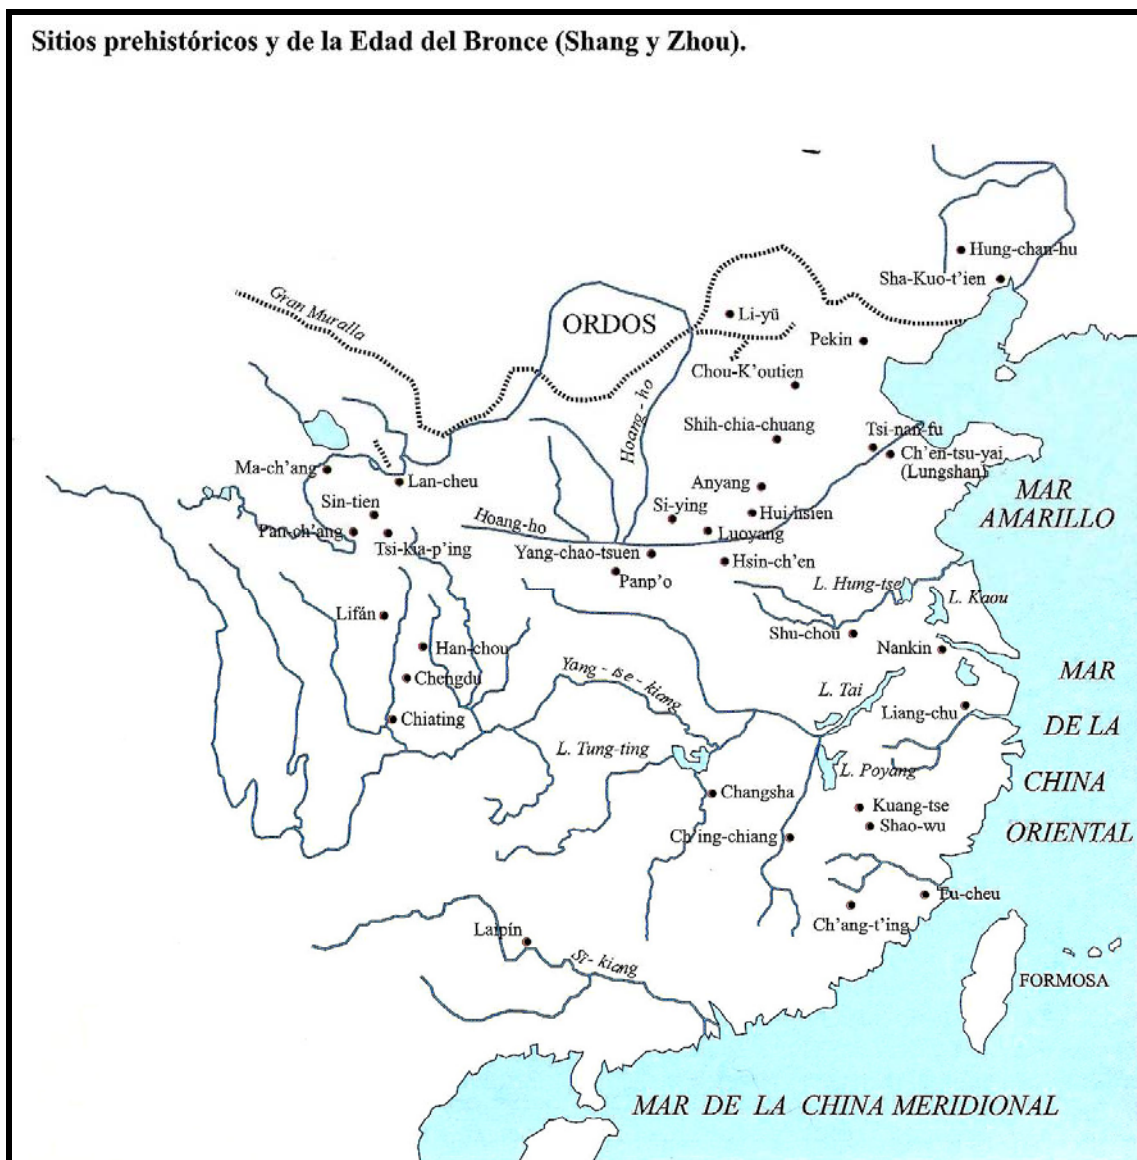 Sitios prehistóricos y de la Edad del Bronce (Shang y Zhou).
Hung-chan-hu
Sha-Kuo-t'ien
Gran Muralla
ORDOS
Li-yü
Pekin
Chou-K'outien
Hoang-ho
Shih-chia-chuang
Tsi-nan-fu
Ch'en-tsu-yai
(Lungshan)
Ma-ch'ang
Lan-cheu
Anyang
MAR
AMARILLO
Sin-tien
Si-ying
Hui-hsien
Hoang-ho
Pan-ch'ang
Tsi-kia-p'ing
Luoyang
Yang-chao-tsuen
Hsin-ch'en
Panp'o
L. Hung-tse
L. Kaou
Lifán
Shu-chou
Han-chou
Nankin
Chengdu
Yang-tse-kiang
MAR
DE LA
CHINA
ORIENTAL
L. Tai
Liang-chu
Chiating
L. Tung-ting
L. Poyang
Changsha
Kuang-tse
Shao-wu
Ch'ing-chiang
Fu-cheu
Ch'ang-t'ing
Laipín
Si-kiang
FORMOSA
MAR DE LA CHINA MERIDIONAL